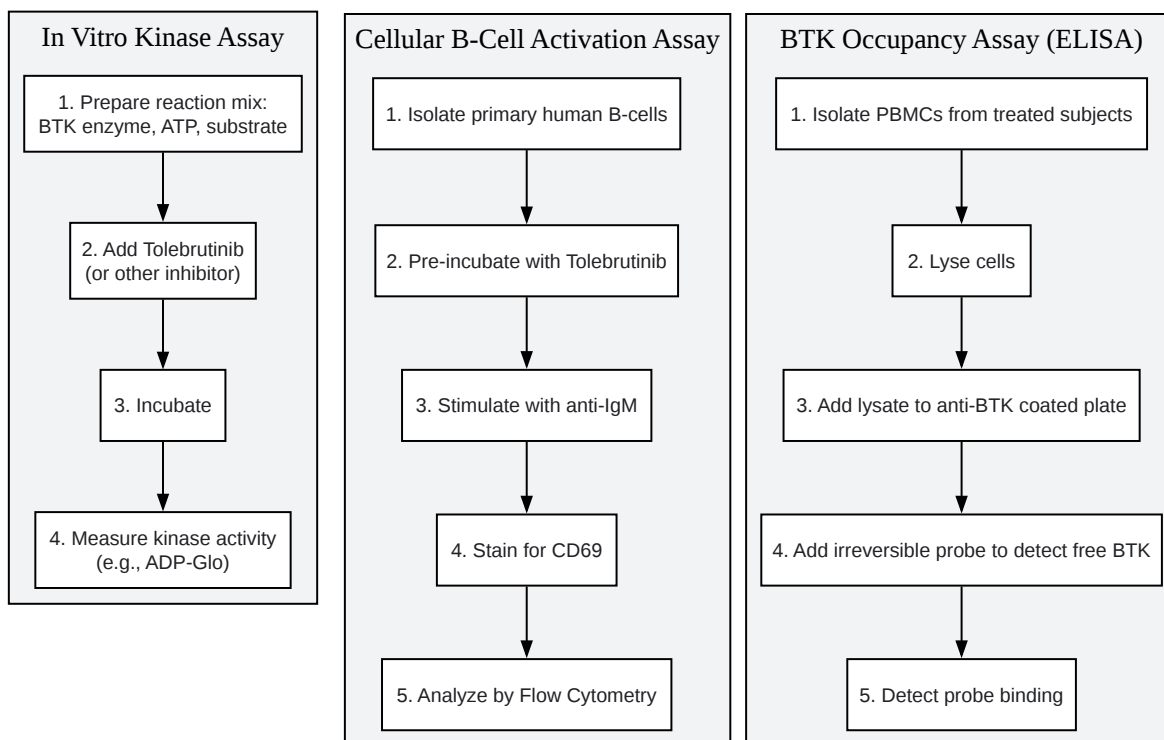 In Vitro Kinase Assay
1. Prepare reaction mix:
BTK enzyme, ATP, substrate
2. Add Tolebrutinib
(or other inhibitor)
3. Incubate
4. Measure kinase activity
(e.g., ADP-Glo)
Cellular B-Cell Activation Assay
1. Isolate primary human B-cells
2. Pre-incubate with Tolebrutinib
3. Stimulate with anti-IgM
4. Stain for CD69
5. Analyze by Flow Cytometry
BTK Occupancy Assay (ELISA)
1. Isolate PBMCs from treated subjects
2. Lyse cells
3. Add lysate to anti-BTK coated plate
4. Add irreversible probe to detect free BTK
5. Detect probe binding